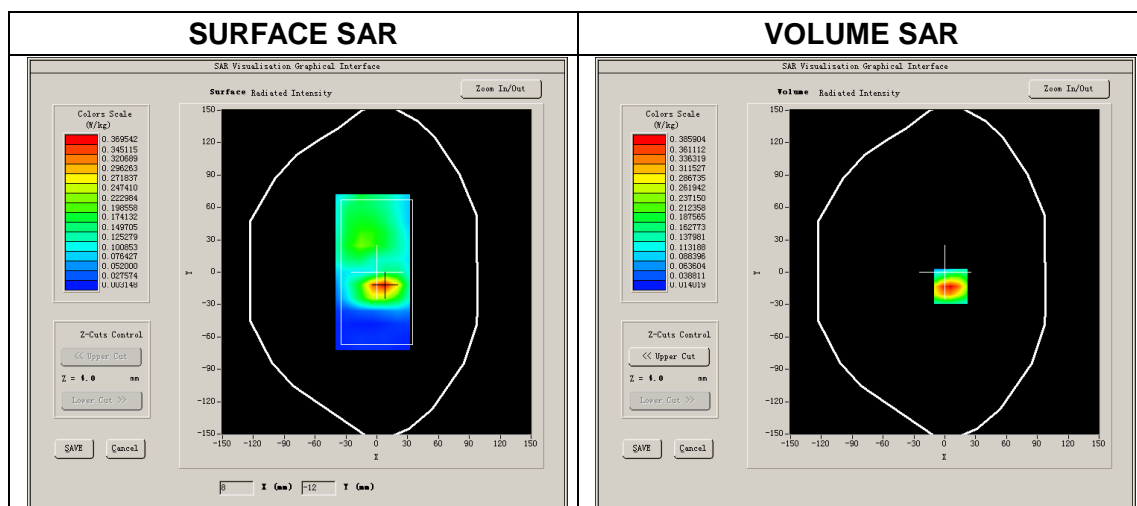 SURFACE SAR
VOLUME SAR
SAR Visualisation Graphical Interface
Surface Radiated Intensity
Zoom In/Out
Colors Scale
(W/kg)
0.369542
0.345115
0.320689
0.296263
0.271837
0.247410
0.222984
0.198558
0.174132
0.149705
0.125279
0.100853
0.076427
0.052000
0.027574
0.003148
150
120
90
60
30
0
-30
-60
-90
-120
-150
Y
-150 -120 -90 -60 -30 0 30 60 90 120 150
X
Z-Cuts Control
<< Upper Cut
Z = 4.0 mm
Lower Cut >>
SAVE Cancel
8 X (mm) -12 Y (mm)
SAR Visualisation Graphical Interface
Volume Radiated Intensity
Zoom In/Out
Colors Scale
(W/kg)
0.385904
0.361112
0.336319
0.311527
0.286735
0.261942
0.237150
0.212358
0.187565
0.162773
0.137981
0.113188
0.088396
0.063604
0.038811
0.014019
150
120
90
60
30
0
-30
-60
-90
-120
-150
Y
-150 -120 -90 -60 -30 0 30 60 90 120 150
X
Z-Cuts Control
<< Upper Cut
Z = 4.0 mm
Lower Cut >>
SAVE Cancel